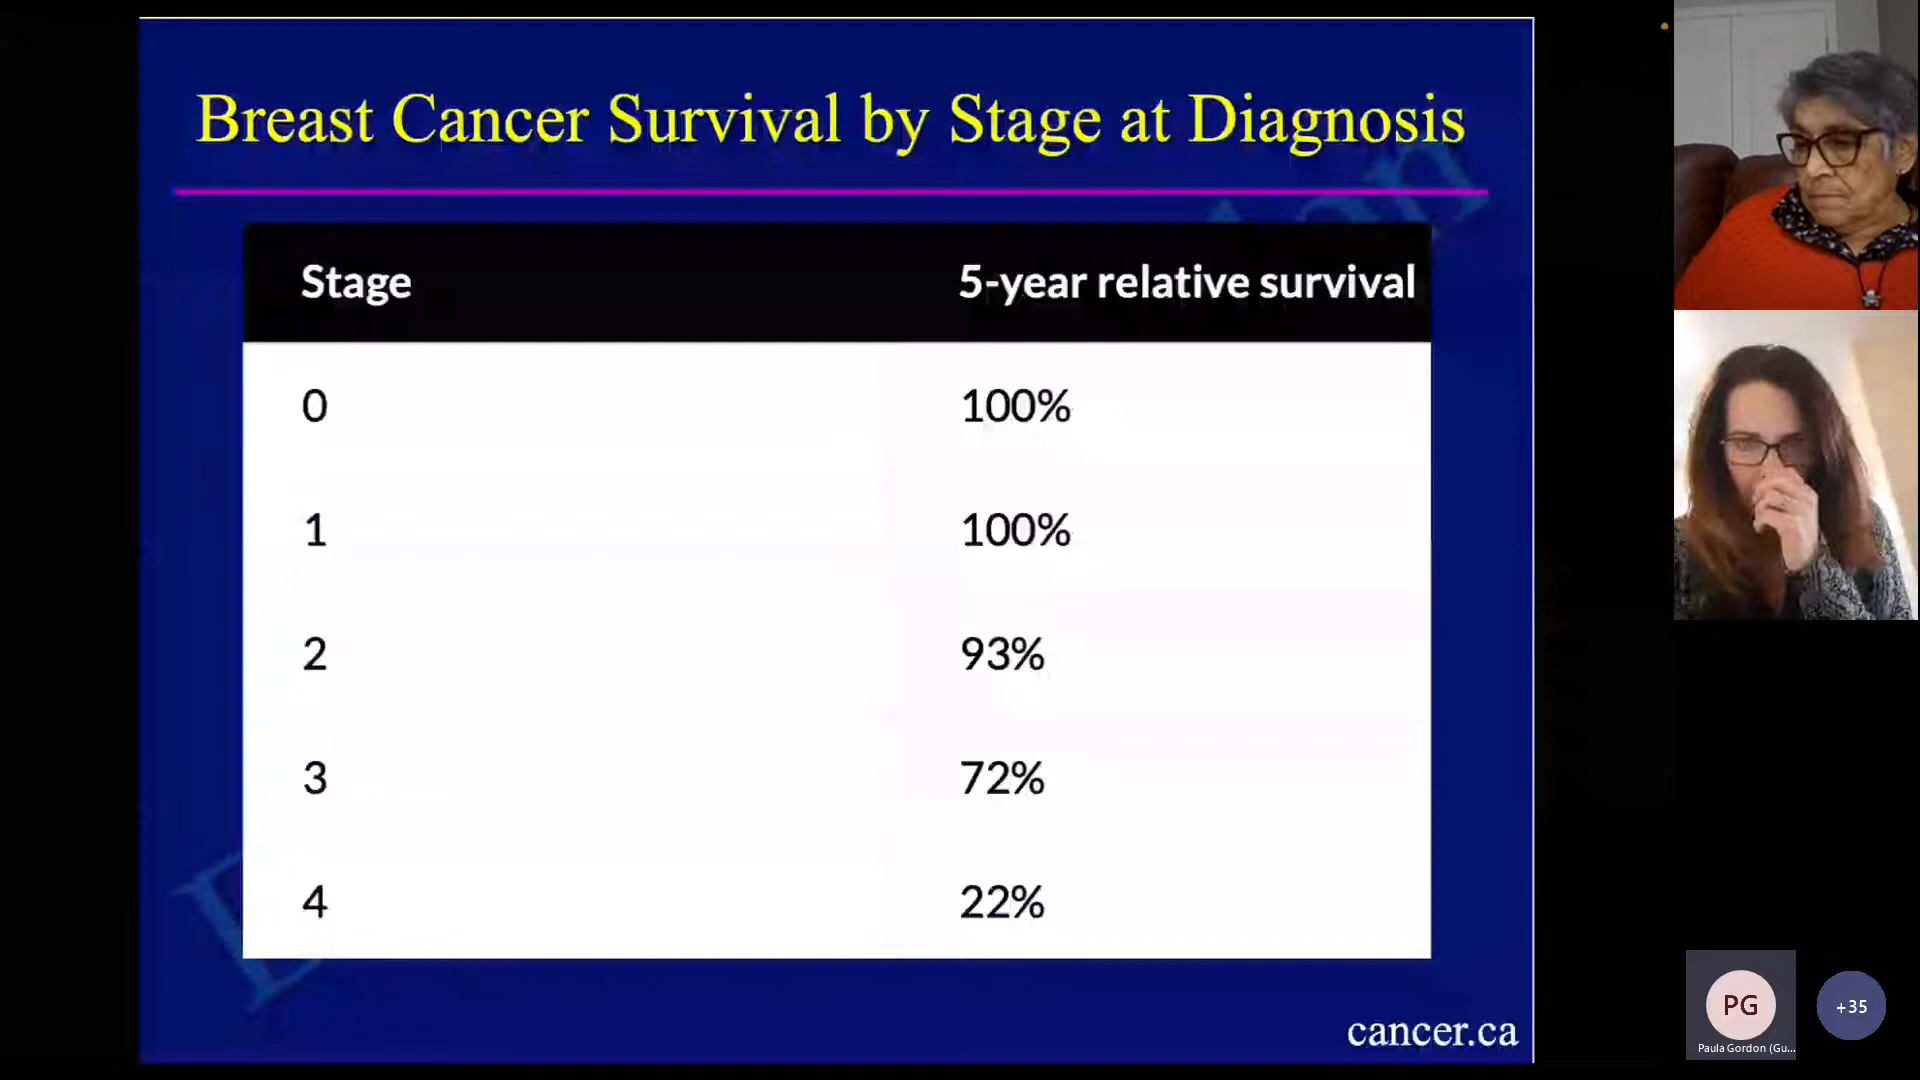 Breast Cancer Survival by Stage at Diagnosis
Stage 5-year relative survival
0 100%
1 100%
2 93%
3 72%
4 22%
cancer.ca
PG
Paula Gordon (Gu...
+35